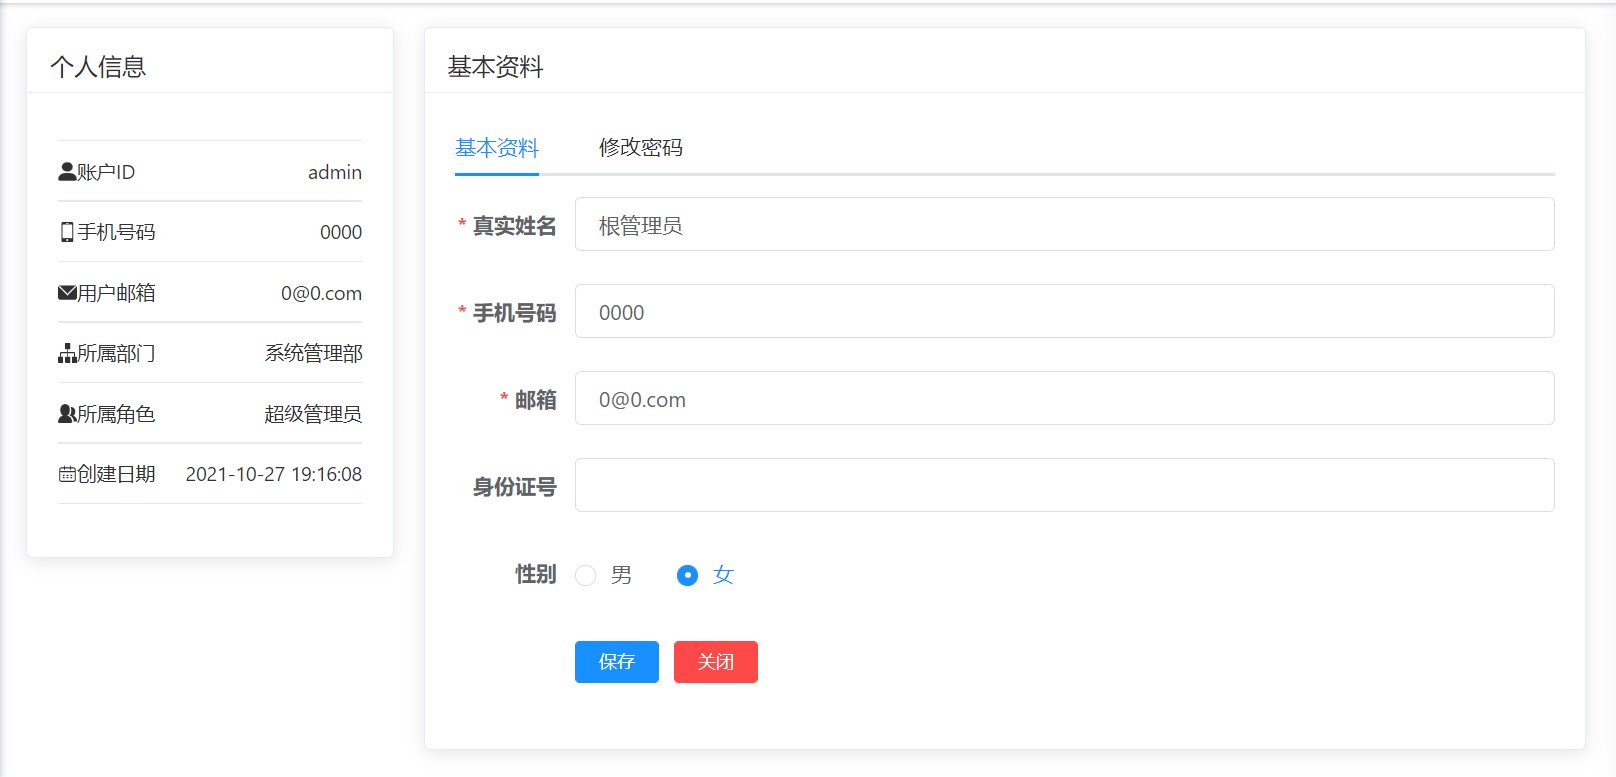 个人信息
账户ID admin
手机号码 0000
用户邮箱 0@0.com
所属部门 系统管理部
所属角色 超级管理员
创建日期 2021-10-27 19:16:08
基本资料
基本资料 修改密码
* 真实姓名 根管理员
* 手机号码 0000
* 邮箱 0@0.com
身份证号
性别 男 女
保存 关闭